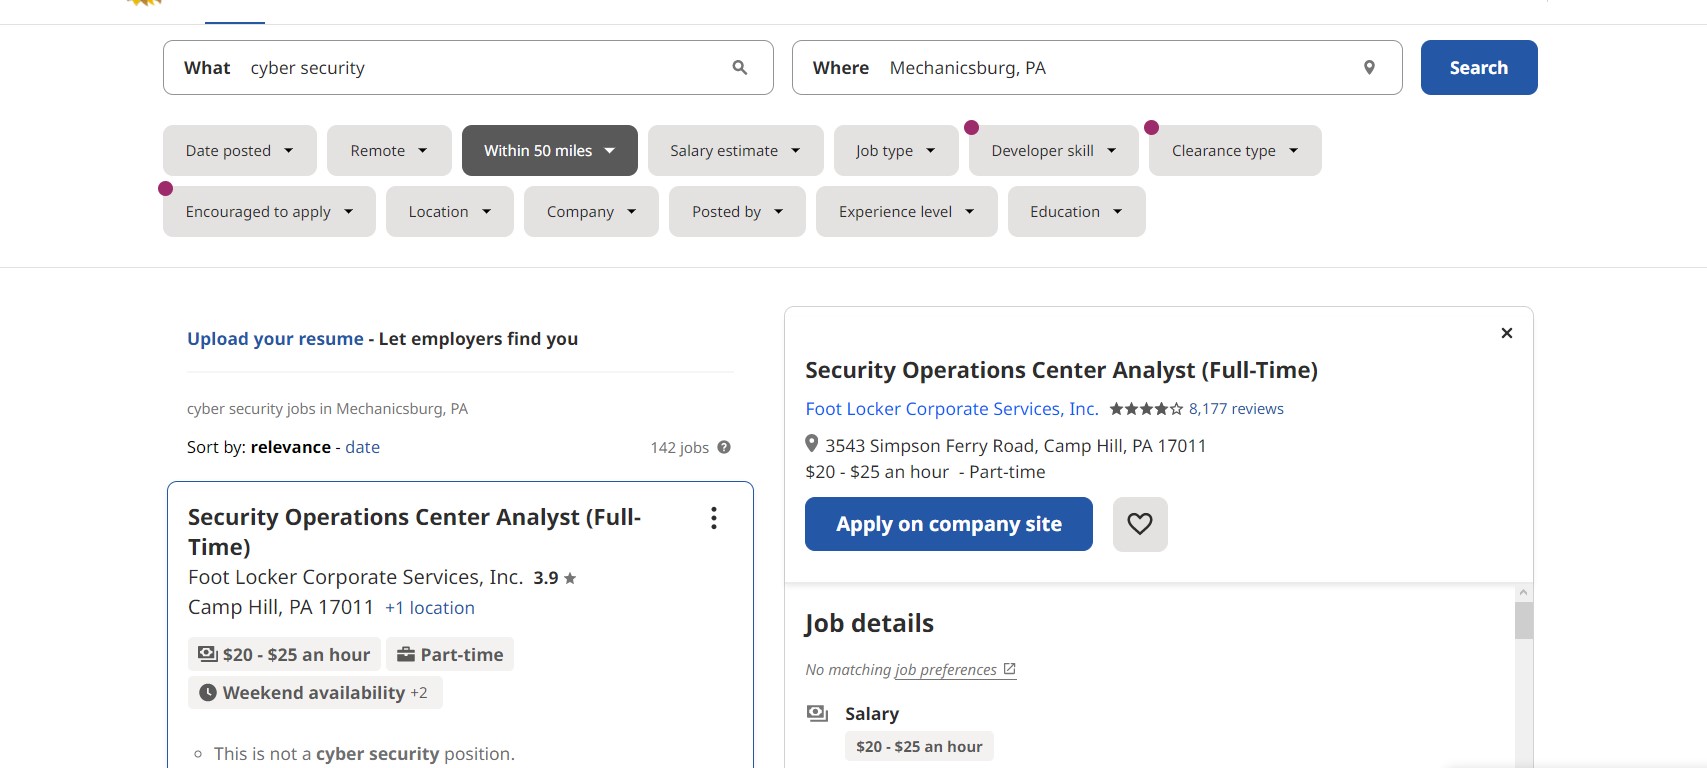 What cyber security
Where Mechanicsburg, PA
Search
Date posted
Remote
Within 50 miles
Salary estimate
Job type
Developer skill
Clearance type
Encouraged to apply
Location
Company
Posted by
Experience level
Education
Upload your resume - Let employers find you
cyber security jobs in Mechanicsburg, PA
Sort by: relevance - date
142 jobs
Security Operations Center Analyst (Full-
Time)
Foot Locker Corporate Services, Inc. 3.9
Camp Hill, PA 17011 +1 location
$20 - $25 an hour
Part-time
Weekend availability +2
This is not a cyber security position.
Security Operations Center Analyst (Full-Time)
Foot Locker Corporate Services, Inc. 8,177 reviews
3543 Simpson Ferry Road, Camp Hill, PA 17011
$20 - $25 an hour - Part-time
Apply on company site
Job details
No matching job preferences
Salary
$20 - $25 an hour